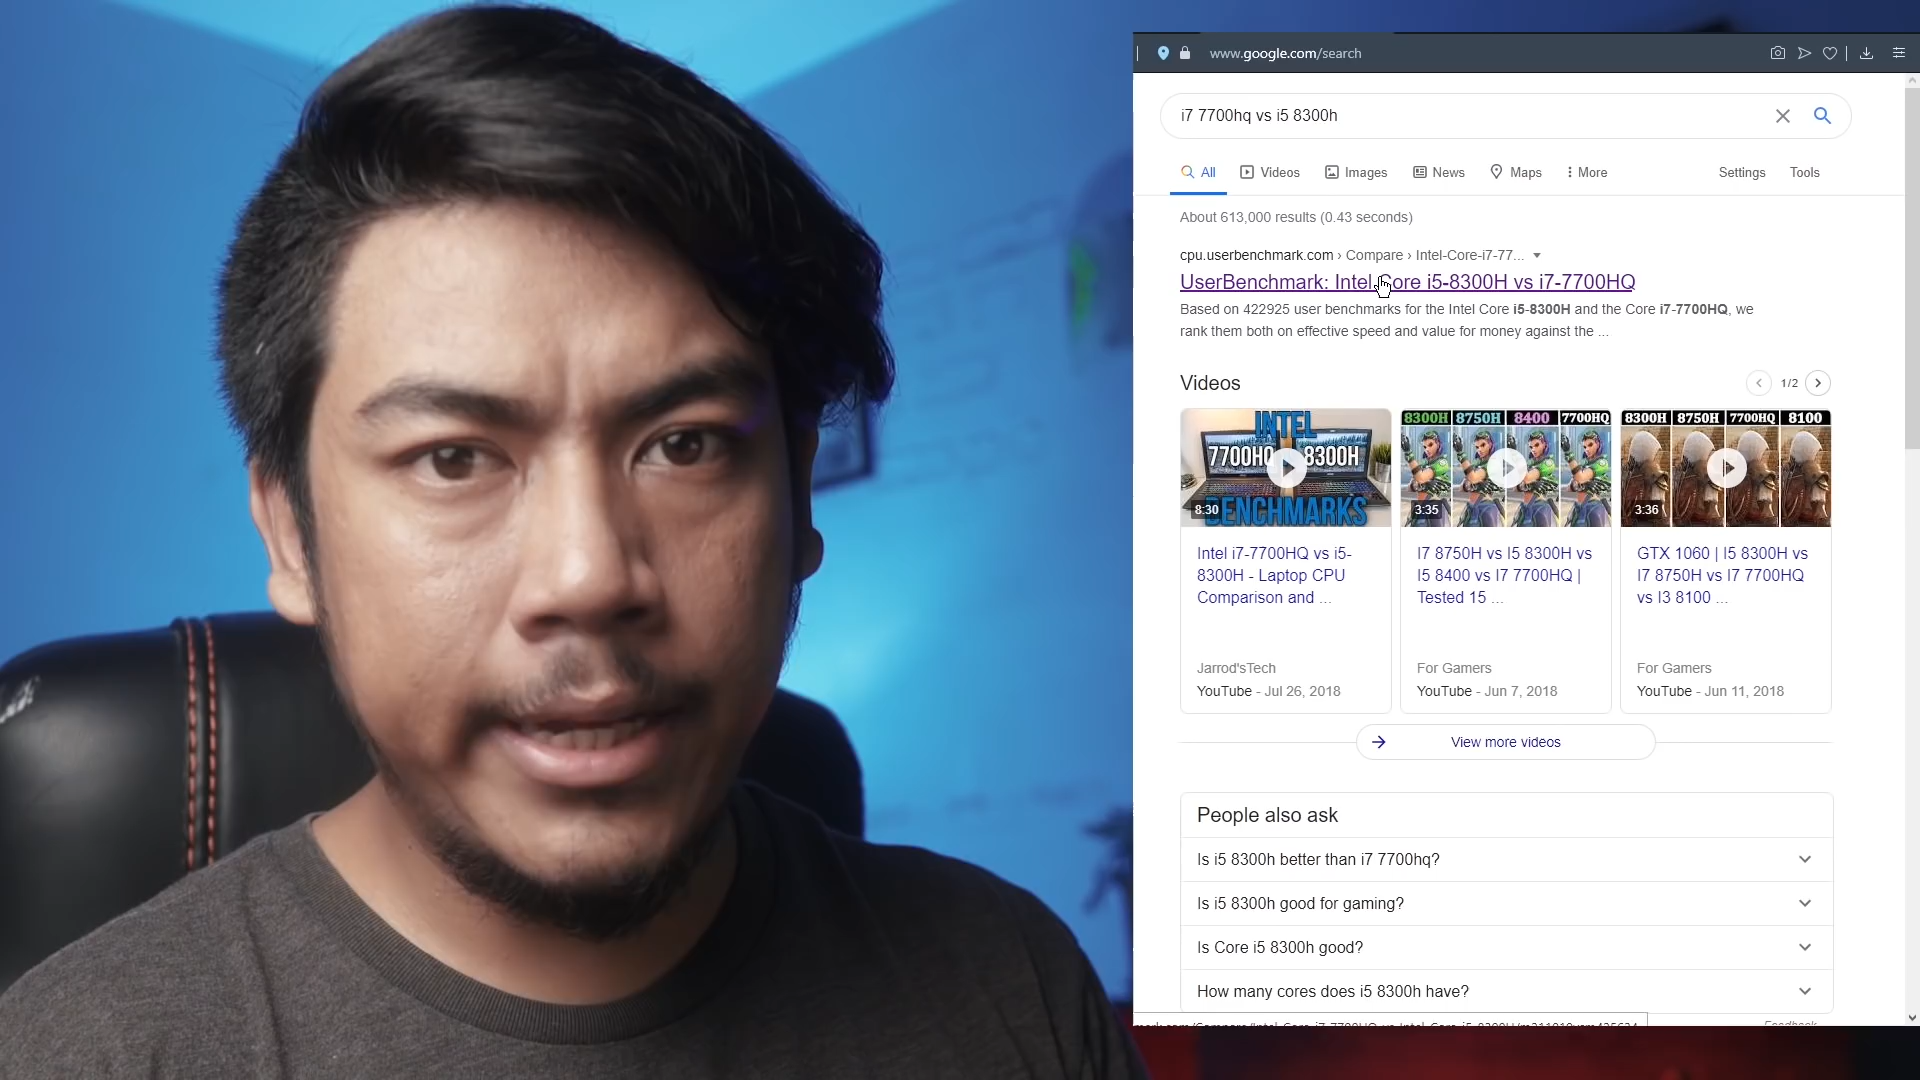 www.google.com/search
i7 7700hq vs i5 8300h
All Videos Images News Maps More Settings Tools
About 613,000 results (0.43 seconds)
cpu.userbenchmark.com › Compare › Intel-Core-i7-77...
UserBenchmark: Intel Core i5-8300H vs i7-7700HQ
Based on 422925 user benchmarks for the Intel Core i5-8300H and the Core i7-7700HQ, we
rank them both on effective speed and value for money against the ...
Videos
1/2
INTEL
7700HQ 8300H
BENCHMARKS
8:30
8300H 8750H 8400 7700HQ
3:35
8300H 8750H 7700HQ 8100
3:36
Intel i7-7700HQ vs i5-
8300H - Laptop CPU
Comparison and ...
Jarrod'sTech
YouTube - Jul 26, 2018
I7 8750H vs I5 8300H vs
I5 8400 vs I7 7700HQ |
Tested 15 ...
For Gamers
YouTube - Jun 7, 2018
GTX 1060 | I5 8300H vs
I7 8750H vs I7 7700HQ
vs I3 8100 ...
For Gamers
YouTube - Jun 11, 2018
View more videos
People also ask
Is i5 8300h better than i7 7700hq?
Is i5 8300h good for gaming?
Is Core i5 8300h good?
How many cores does i5 8300h have?
Feedback